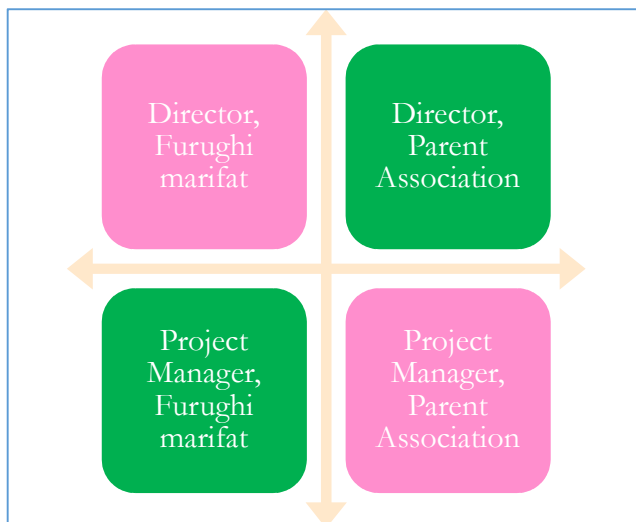 Director,
Furughi
marifat
Director,
Parent
Association
Project
Manager,
Furughi
marifat
Project
Manager,
Parent
Association